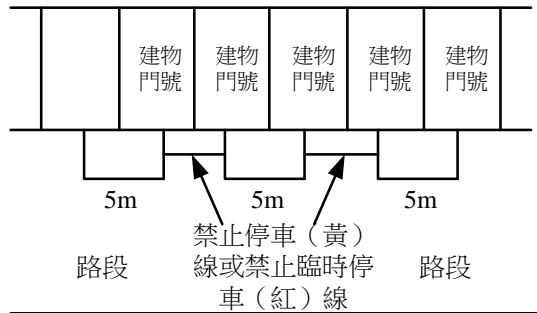 建物 建物 建物 建物 建物
門號 門號 門號 門號 門號
5m 5m 5m
禁止停車（黃）
路段 線或禁止臨時停 路段
車（紅）線